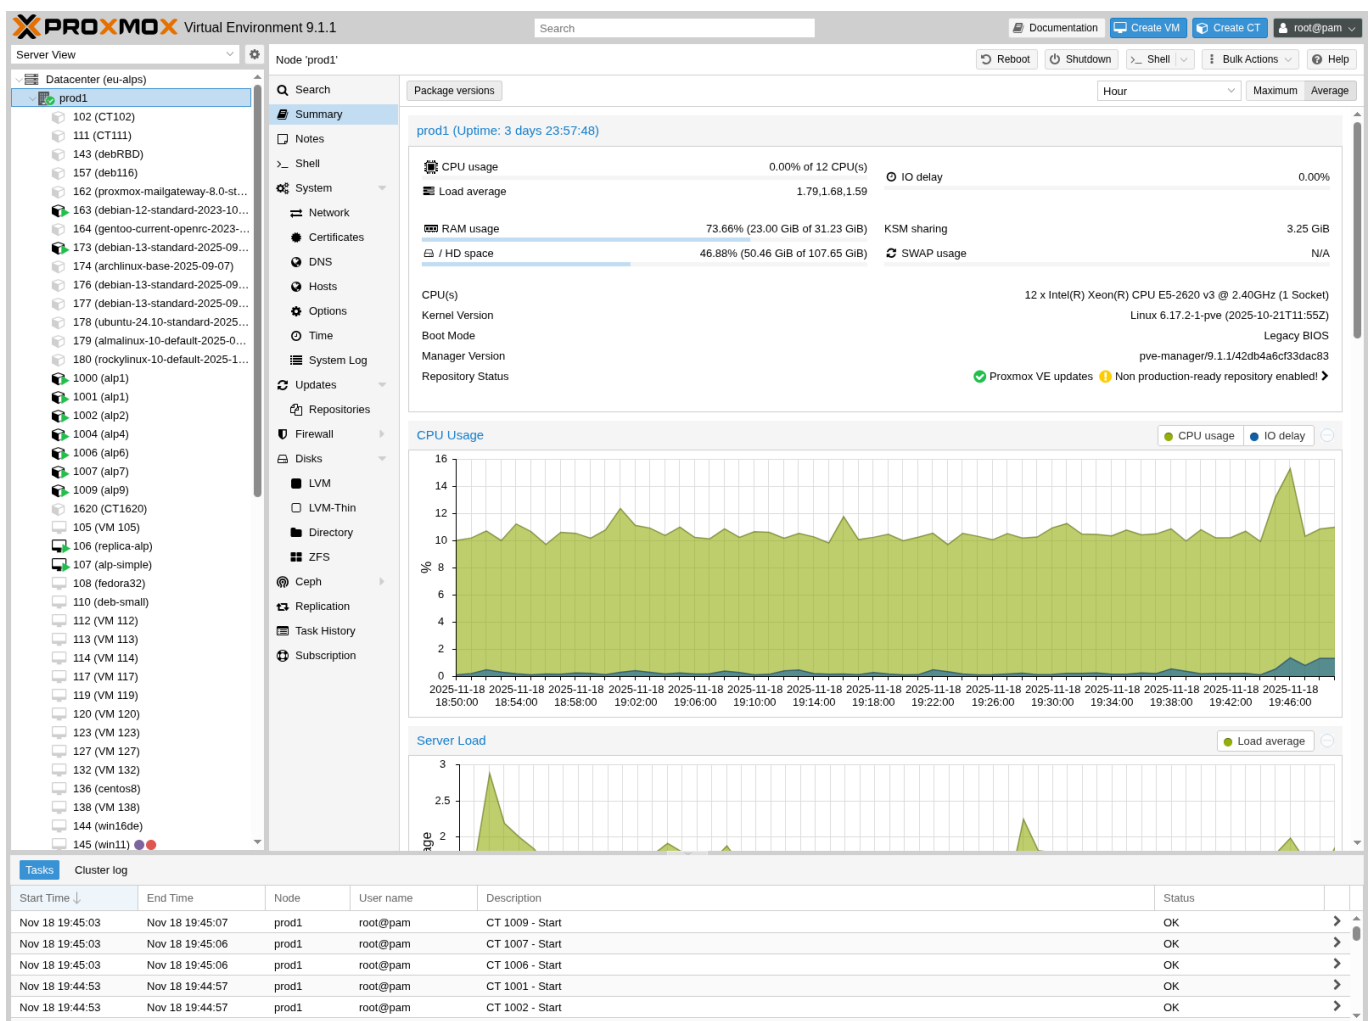 PROXMOX Virtual Environment 9.1.1 Search Documentation Create VM Create CT root@pam
Server View
Datacenter (eu-alps)
prod1
102 (CT102)
111 (CT111)
143 (debRBD)
157 (deb116)
162 (proxmox-mailgateway-8.0-st...
163 (debian-12-standard-2023-10...
164 (gentoo-current-openrc-2023-...
173 (debian-13-standard-2025-09...
174 (archlinux-base-2025-09-07)
176 (debian-13-standard-2025-09...
177 (debian-13-standard-2025-09...
178 (ubuntu-24.10-standard-2025...
179 (almalinux-10-default-2025-0...
180 (rockylinux-10-default-2025-1...
1000 (alp1)
1001 (alp1)
1002 (alp2)
1004 (alp4)
1006 (alp6)
1007 (alp7)
1009 (alp9)
1620 (CT1620)
105 (VM 105)
106 (replica-alp)
107 (alp-simple)
108 (fedora32)
110 (deb-small)
112 (VM 112)
113 (VM 113)
114 (VM 114)
117 (VM 117)
119 (VM 119)
120 (VM 120)
123 (VM 123)
127 (VM 127)
132 (VM 132)
136 (centos8)
138 (VM 138)
144 (win16de)
145 (win11)
Node 'prod1' Reboot Shutdown >_ Shell Bulk Actions Help
Search
Summary
Notes
>_ Shell
System
Network
Certificates
DNS
Hosts
Options
Time
System Log
Updates
Repositories
Firewall
Disks
LVM
LVM-Thin
Directory
ZFS
Ceph
Replication
Task History
Subscription
Package versions Hour Maximum Average
prod1 (Uptime: 3 days 23:57:48)
CPU usage 0.00% of 12 CPU(s)
IO delay 0.00%
Load average 1.79,1.68,1.59
RAM usage 73.66% (23.00 GiB of 31.23 GiB) KSM sharing 3.25 GiB
/ HD space 46.88% (50.46 GiB of 107.65 GiB) SWAP usage N/A
CPU(s) 12 x Intel(R) Xeon(R) CPU E5-2620 v3 @ 2.40GHz (1 Socket)
Kernel Version Linux 6.17.2-1-pve (2025-10-21T11:55Z)
Boot Mode Legacy BIOS
Manager Version pve-manager/9.1.1/42db4a6cf33dac83
Repository Status Proxmox VE updates Non production-ready repository enabled!
CPU Usage CPU usage IO delay
16
14
12
10
8
6
4
2
0
%
2025-11-18 2025-11-18 2025-11-18 2025-11-18 2025-11-18 2025-11-18 2025-11-18 2025-11-18 2025-11-18 2025-11-18 2025-11-18 2025-11-18 2025-11-18 2025-11-18 2025-11-18
18:50:00 18:54:00 18:58:00 19:02:00 19:06:00 19:10:00 19:14:00 19:18:00 19:22:00 19:26:00 19:30:00 19:34:00 19:38:00 19:42:00 19:46:00
Server Load Load average
3
2.5
2
age
Tasks Cluster log
Start Time End Time Node User name Description Status
Nov 18 19:45:03 Nov 18 19:45:07 prod1 root@pam CT 1009 - Start OK
Nov 18 19:45:03 Nov 18 19:45:06 prod1 root@pam CT 1007 - Start OK
Nov 18 19:45:03 Nov 18 19:45:06 prod1 root@pam CT 1006 - Start OK
Nov 18 19:44:53 Nov 18 19:44:57 prod1 root@pam CT 1001 - Start OK
Nov 18 19:44:53 Nov 18 19:44:57 prod1 root@pam CT 1002 - Start OK